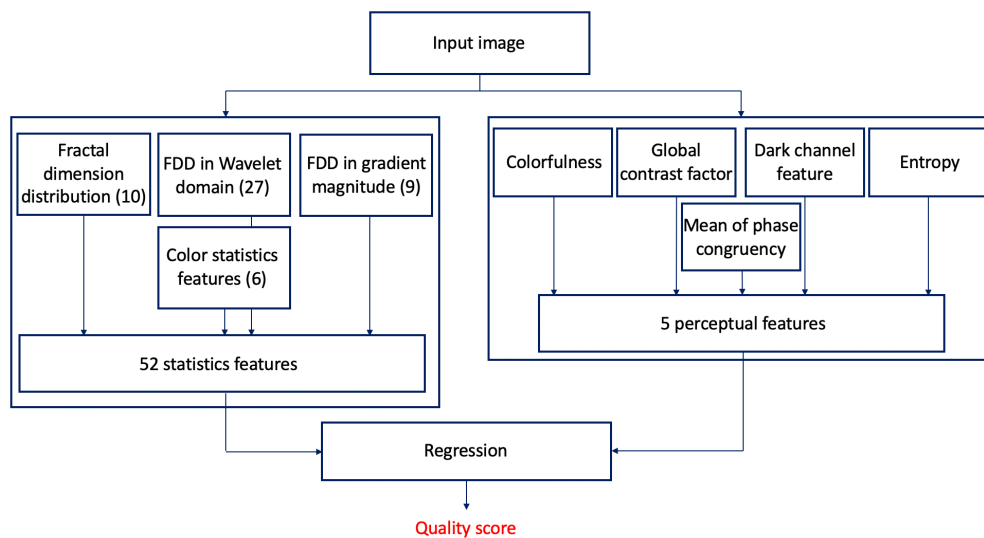 Input image
Fractal
dimension
distribution (10)
FDD in Wavelet
domain (27)
FDD in gradient
magnitude (9)
Color statistics
features (6)
52 statistics features
Colorfulness
Global
contrast factor
Dark channel
feature
Entropy
Mean of phase
congruency
5 perceptual features
Regression
Quality score